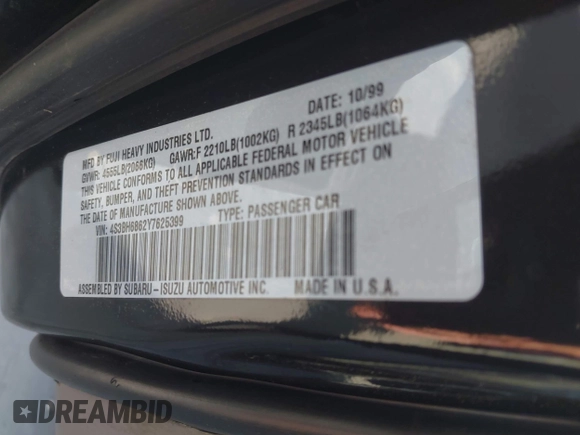 MFD BY FUJI HEAVY INDUSTRIES LTD. DATE: 10/99
GVWR: 4555LB(2066KG) GAWR:F 2210LB(1002KG) R 2345LB(1064KG)
THIS VEHICLE CONFORMS TO ALL APPLICABLE FEDERAL MOTOR VEHICLE
SAFETY, BUMPER, AND THEFT PREVENTION STANDARDS IN EFFECT ON
THE DATE OF MANUFACTURE SHOWN ABOVE.
VIN: 4S3BH6862Y7625399 TYPE: PASSENGER CAR
ASSEMBLED BY SUBARU-ISUZU AUTOMOTIVE INC. MADE IN U.S.A.
DREAMBID